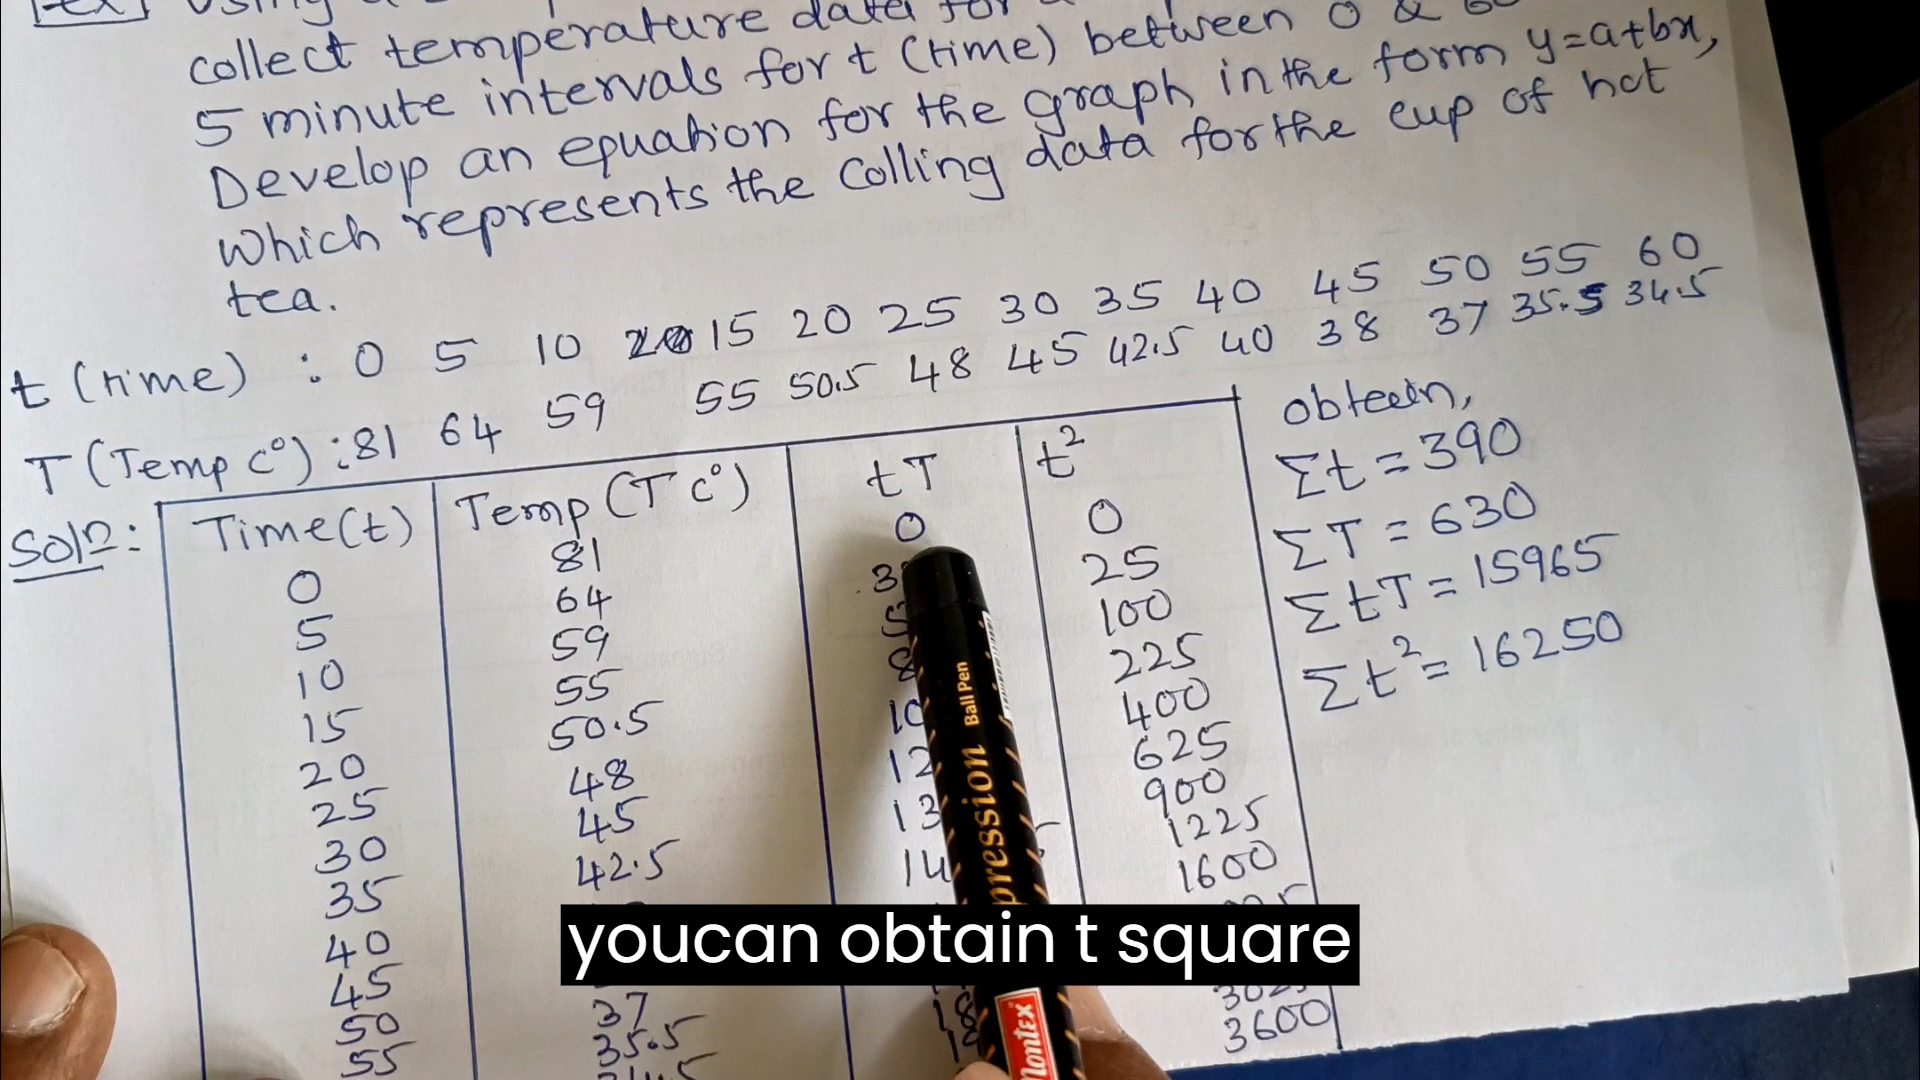 collect temperature data for
5 minute intervals for t (time) between 0 &
Develop an equation for the graph in the form y=a+bx,
which represents the Colling data for the cup of hot
tea.
t (time) : 0 5 10 15 20 25 30 35 40 45 50 55 60
T (Temp c°) : 81 64 59 55 50.5 48 45 42.5 40 38 37 35.5 34.5
Soln:
Time(t) Temp (T c°) tT t²
0 81 0 0
5 64 25
10 59 100
15 55 225
20 50.5 400
25 48 625
30 45 900
35 42.5 1225
40 1600
45
50 37
55 35.5 3600
obtain,
Σt = 390
ΣT = 630
ΣtT = 15965
Σt² = 16250
pression Ball Pen
Montex
youcan obtain t square